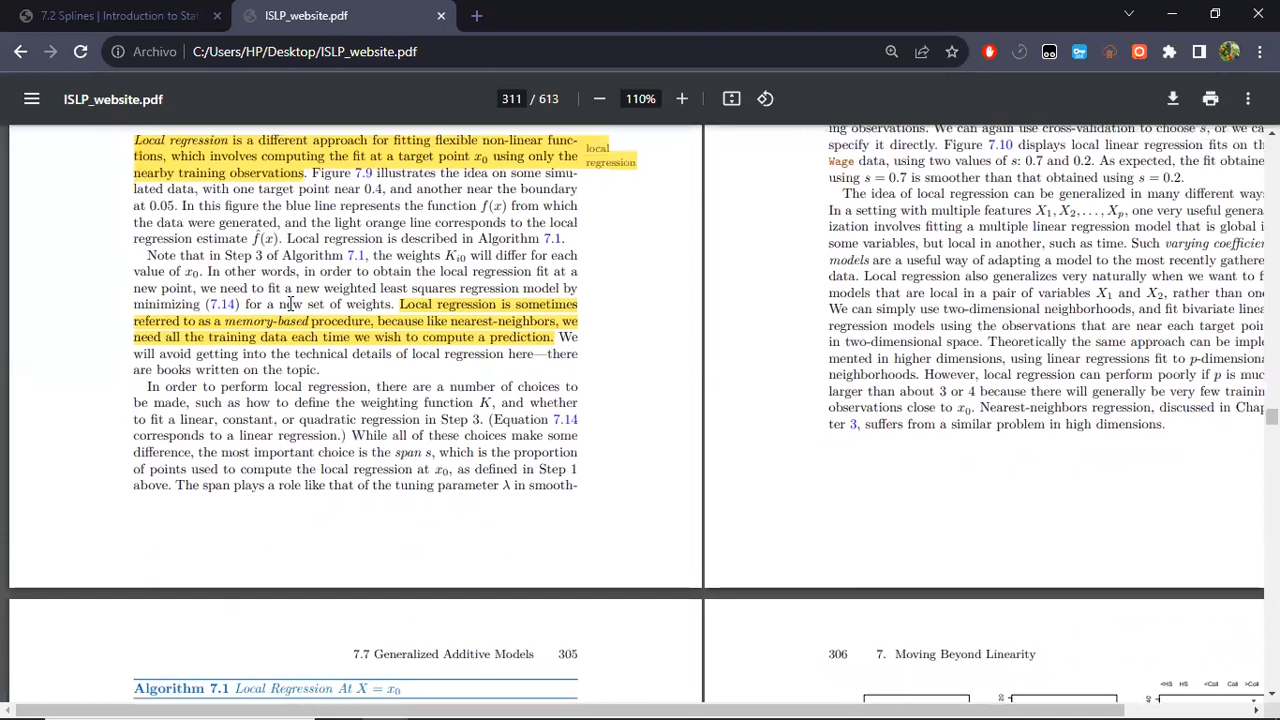 7.2 Splines | Introduction to Sta
ISLP_website.pdf
Archivo
C:/Users/HP/Desktop/ISLP_website.pdf
ISLP_website.pdf
311 / 613
110%
Local regression is a different approach for fitting flexible non-linear func-
tions, which involves computing the fit at a target point x0 using only the
nearby training observations. Figure 7.9 illustrates the idea on some simu-
lated data, with one target point near 0.4, and another near the boundary
at 0.05. In this figure the blue line represents the function f(x) from which
the data were generated, and the light orange line corresponds to the local
regression estimate f̂(x). Local regression is described in Algorithm 7.1.
local
regression
Note that in Step 3 of Algorithm 7.1, the weights Ki0 will differ for each
value of x0. In other words, in order to obtain the local regression fit at a
new point, we need to fit a new weighted least squares regression model by
minimizing (7.14) for a new set of weights. Local regression is sometimes
referred to as a memory-based procedure, because like nearest-neighbors, we
need all the training data each time we wish to compute a prediction. We
will avoid getting into the technical details of local regression here—there
are books written on the topic.
In order to perform local regression, there are a number of choices to
be made, such as how to define the weighting function K, and whether
to fit a linear, constant, or quadratic regression in Step 3. (Equation 7.14
corresponds to a linear regression.) While all of these choices make some
difference, the most important choice is the span s, which is the proportion
of points used to compute the local regression at x0, as defined in Step 1
above. The span plays a role like that of the tuning parameter λ in smooth-
ing observations. We can again use cross-validation to choose s, or we ca
specify it directly. Figure 7.10 displays local linear regression fits on th
Wage data, using two values of s: 0.7 and 0.2. As expected, the fit obtaine
using s = 0.7 is smoother than that obtained using s = 0.2.
The idea of local regression can be generalized in many different way
In a setting with multiple features X1, X2, . . . , Xp, one very useful genera
ization involves fitting a multiple linear regression model that is global i
some variables, but local in another, such as time. Such varying coefficien
models are a useful way of adapting a model to the most recently gathere
data. Local regression also generalizes very naturally when we want to f
models that are local in a pair of variables X1 and X2, rather than one
We can simply use two-dimensional neighborhoods, and fit bivariate linea
regression models using the observations that are near each target poin
in two-dimensional space. Theoretically the same approach can be imple
mented in higher dimensions, using linear regressions fit to p-dimensiona
neighborhoods. However, local regression can perform poorly if p is muc
larger than about 3 or 4 because there will generally be very few trainin
observations close to x0. Nearest-neighbors regression, discussed in Chap
ter 3, suffers from a similar problem in high dimensions.
7.7 Generalized Additive Models 305
Algorithm 7.1 Local Regression At X = x0
306 7. Moving Beyond Linearity
<HS HS <Coll Coll >Coll